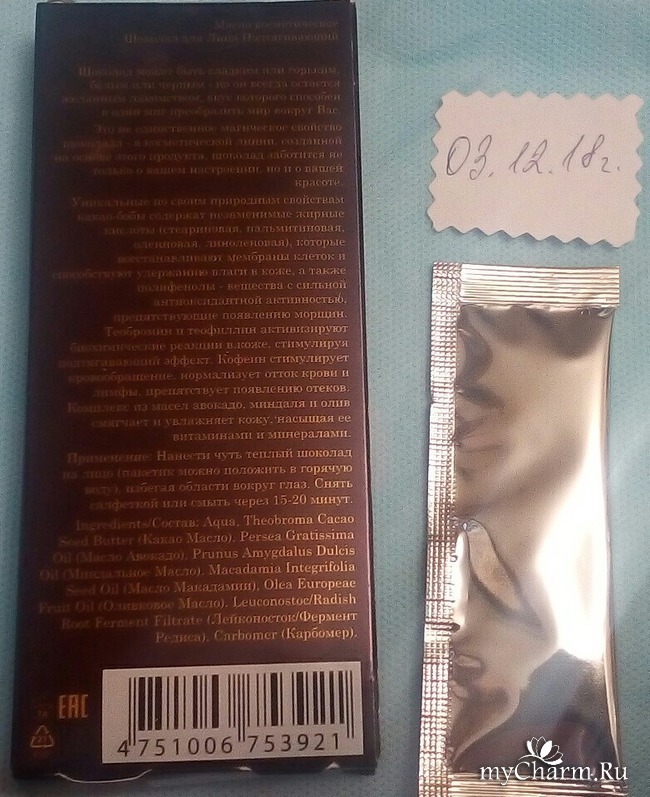 Масло косметическое
Шоколад для Лица Подтягивающий
Шоколад может быть сладким или горьким,
белым или черным - но он всегда остается
желанным лакомством, вкус которого способен
в один миг преобразить мир вокруг Вас.
Это не единственное магическое свойство
шоколада - в косметической линии, созданной
на основе этого продукта, шоколад заботится не
только о вашем настроении, но и о вашей
красоте.
Уникальные по своим природным свойствам
какао-бобы содержат незаменимые жирные
кислоты (стеариновая, пальмитиновая,
олеиновая, линоленовая), которые
восстанавливают мембраны клеток и
способствуют удержанию влаги в коже, а также
полифенолы - вещества с сильной
антиоксидантной активностью,
препятствующие появлению морщин.
Теобромин и теофиллин активизируют
биохимические реакции в коже, стимулируя
подтягивающий эффект. Кофеин стимулирует
кровообращение, нормализует отток крови и
лимфы, препятствует появлению отеков.
Комплекс из масел авокадо, миндаля и олив
смягчает и увлажняет кожу, насыщая ее
витаминами и минералами.
Применение: Нанести чуть теплый шоколад
на лицо (пакетик можно положить в горячую
воду), избегая области вокруг глаз. Снять
салфеткой или смыть через 15-20 минут.
Ingredients/Состав: Aqua, Theobroma Cacao
Seed Butter (Какао Масло), Persea Gratissima
Oil (Масло Авокадо), Prunus Amygdalus Dulcis
Oil (Миндальное Масло), Macadamia Integrifolia
Seed Oil (Масло Макадамии), Olea Europeae
Fruit Oil (Оливковое Масло), Leuconostoc/Radish
Root Ferment Filtrate (Лейконосток/Фермент
Редиса), Carbomer (Карбомер).
EAC
4 751006 753921
03.12.18г.
myCharm.Ru